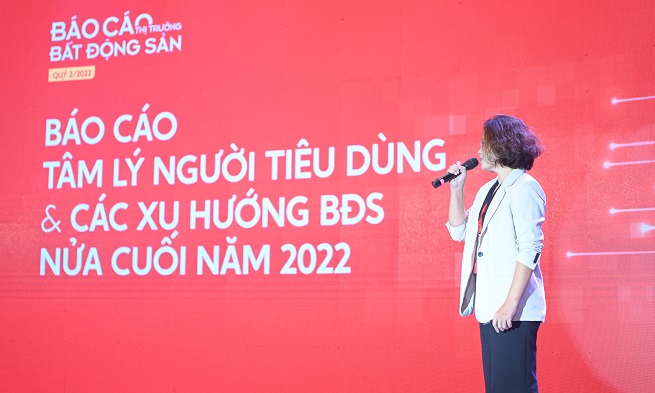 BÁO CÁO
THỊ TRƯỜNG
BẤT ĐỘNG SẢN
QUÝ 2/2022
BÁO CÁO
TÂM LÝ NGƯỜI TIÊU DÙNG
& CÁC XU HƯỚNG BĐS
NỬA CUỐI NĂM 2022